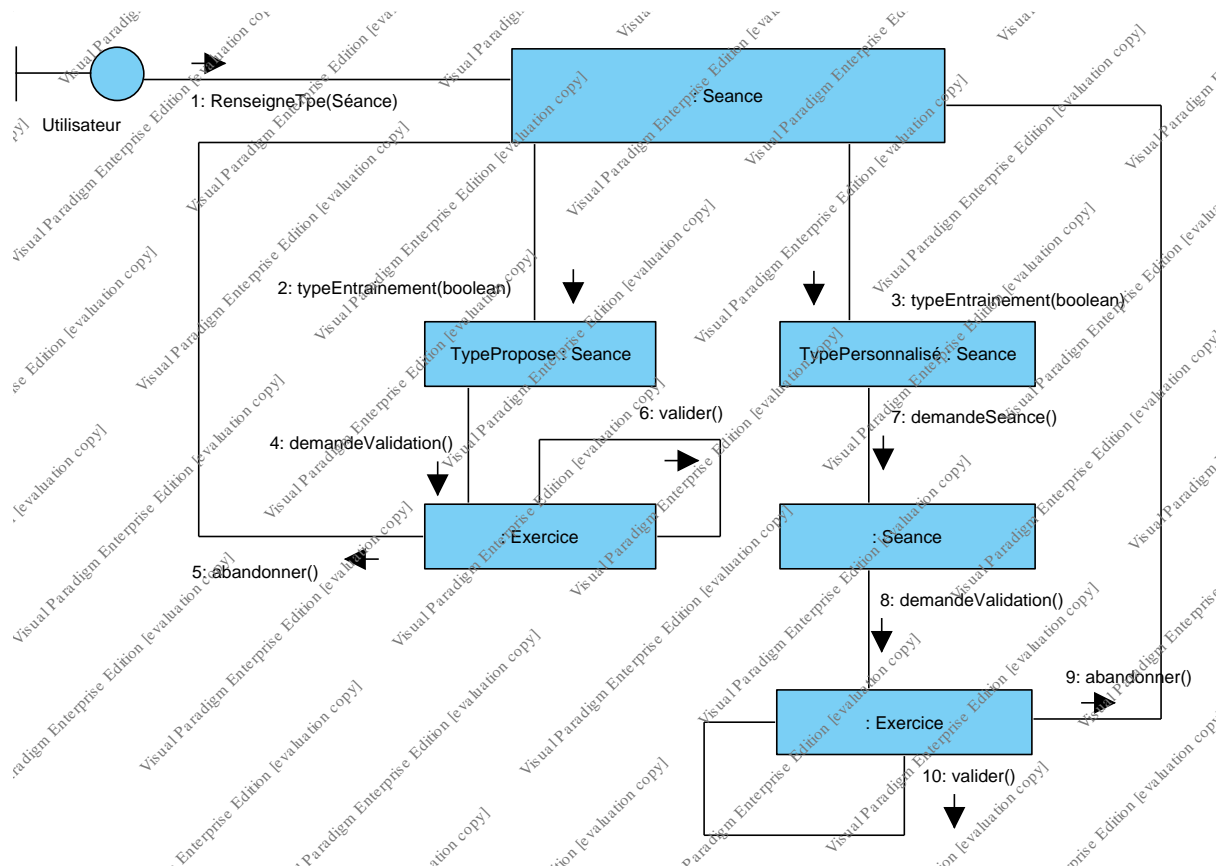 : Seance
1: RenseigneTpe(Séance)
Utilisateur
2: typeEntrainement(boolean)
3: typeEntrainement(boolean)
TypePropose : Seance
TypePersonnalisé : Seance
6: valider()
7: demandeSeance()
4: demandeValidation()
: Exercice
: Seance
5: abandonner()
8: demandeValidation()
9: abandonner()
: Exercice
10: valider()
Visual Paradigm Enterprise Edition [evaluation copy]